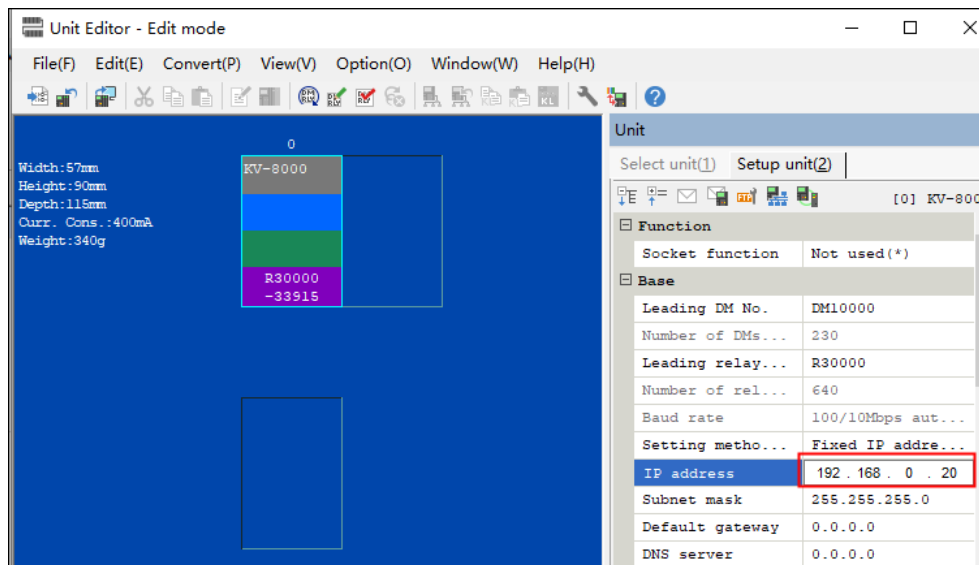 Unit Editor - Edit mode
File(F) Edit(E) Convert(P) View(V) Option(O) Window(W) Help(H)
0
Width:57mm
Height:90mm
Depth:115mm
Curr. Cons.:400mA
Weight:340g
KV-8000
R30000
-33915
Unit
Select unit(1) Setup unit(2)
[0] KV-800
Function
Socket function Not used(*)
Base
Leading DM No. DM10000
Number of DMs... 230
Leading relay... R30000
Number of rel... 640
Baud rate 100/10Mbps aut...
Setting metho... Fixed IP addre...
IP address 192 . 168 . 0 . 20
Subnet mask 255.255.255.0
Default gateway 0.0.0.0
DNS server 0.0.0.0